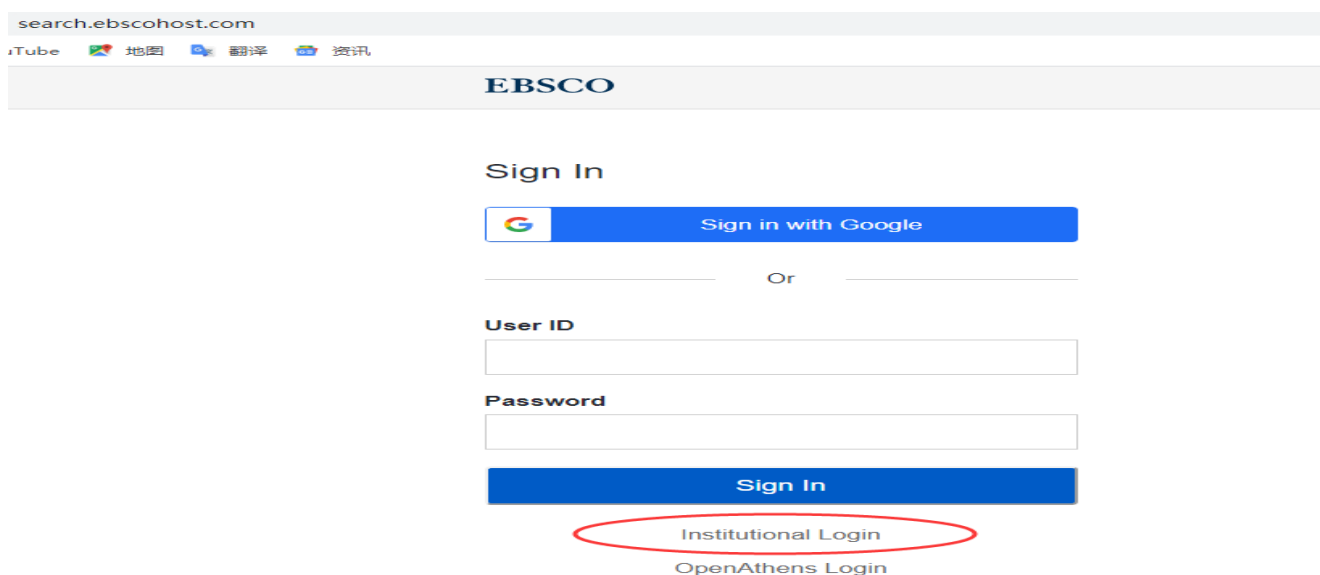 search.ebscohost.com
uTube 地图 翻译 资讯
EBSCO
Sign In
Sign in with Google
Or
User ID
Password
Sign In
Institutional Login
OpenAthens Login